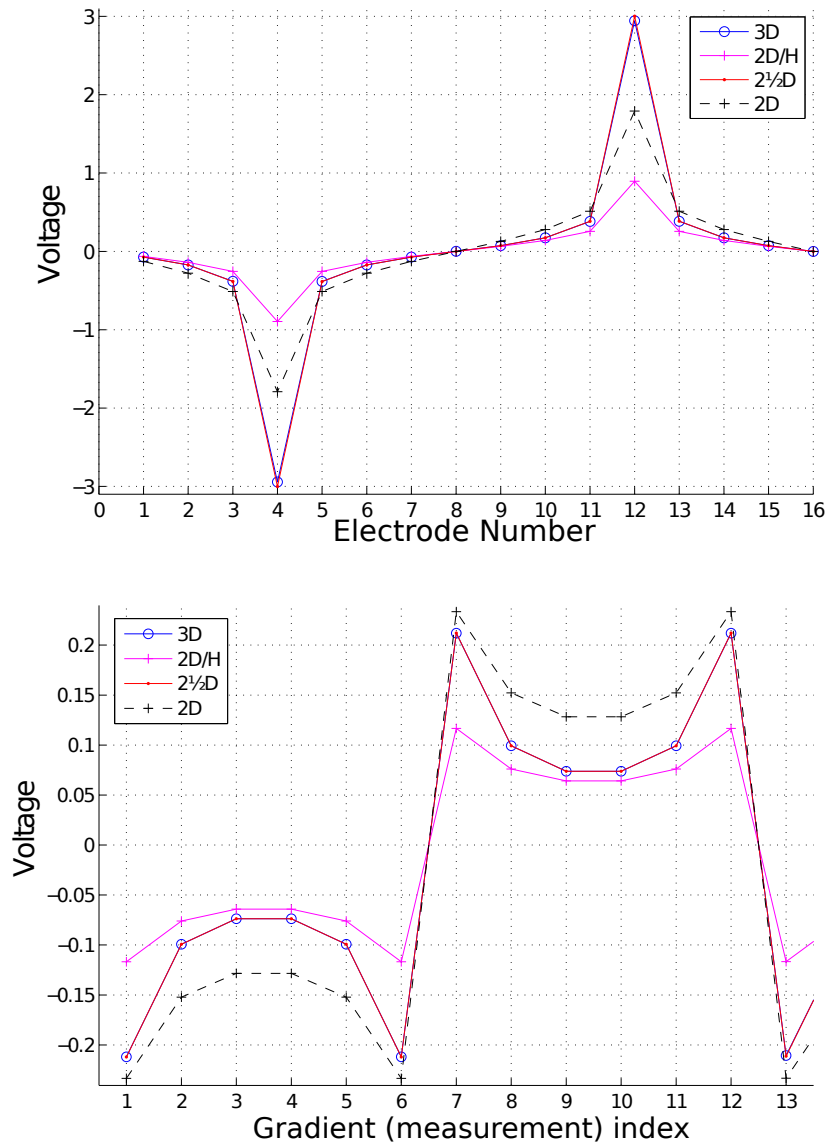 3
2
1
0
−1
−2
−3
Voltage
3D
2D/H
2½D
2D
0 1 2 3 4 5 6 7 8 9 10 11 12 13 14 15 16
Electrode Number
0.2
0.15
0.1
0.05
0
−0.05
−0.1
−0.15
−0.2
Voltage
3D
2D/H
2½D
2D
1 2 3 4 5 6 7 8 9 10 11 12 13
Gradient (measurement) index